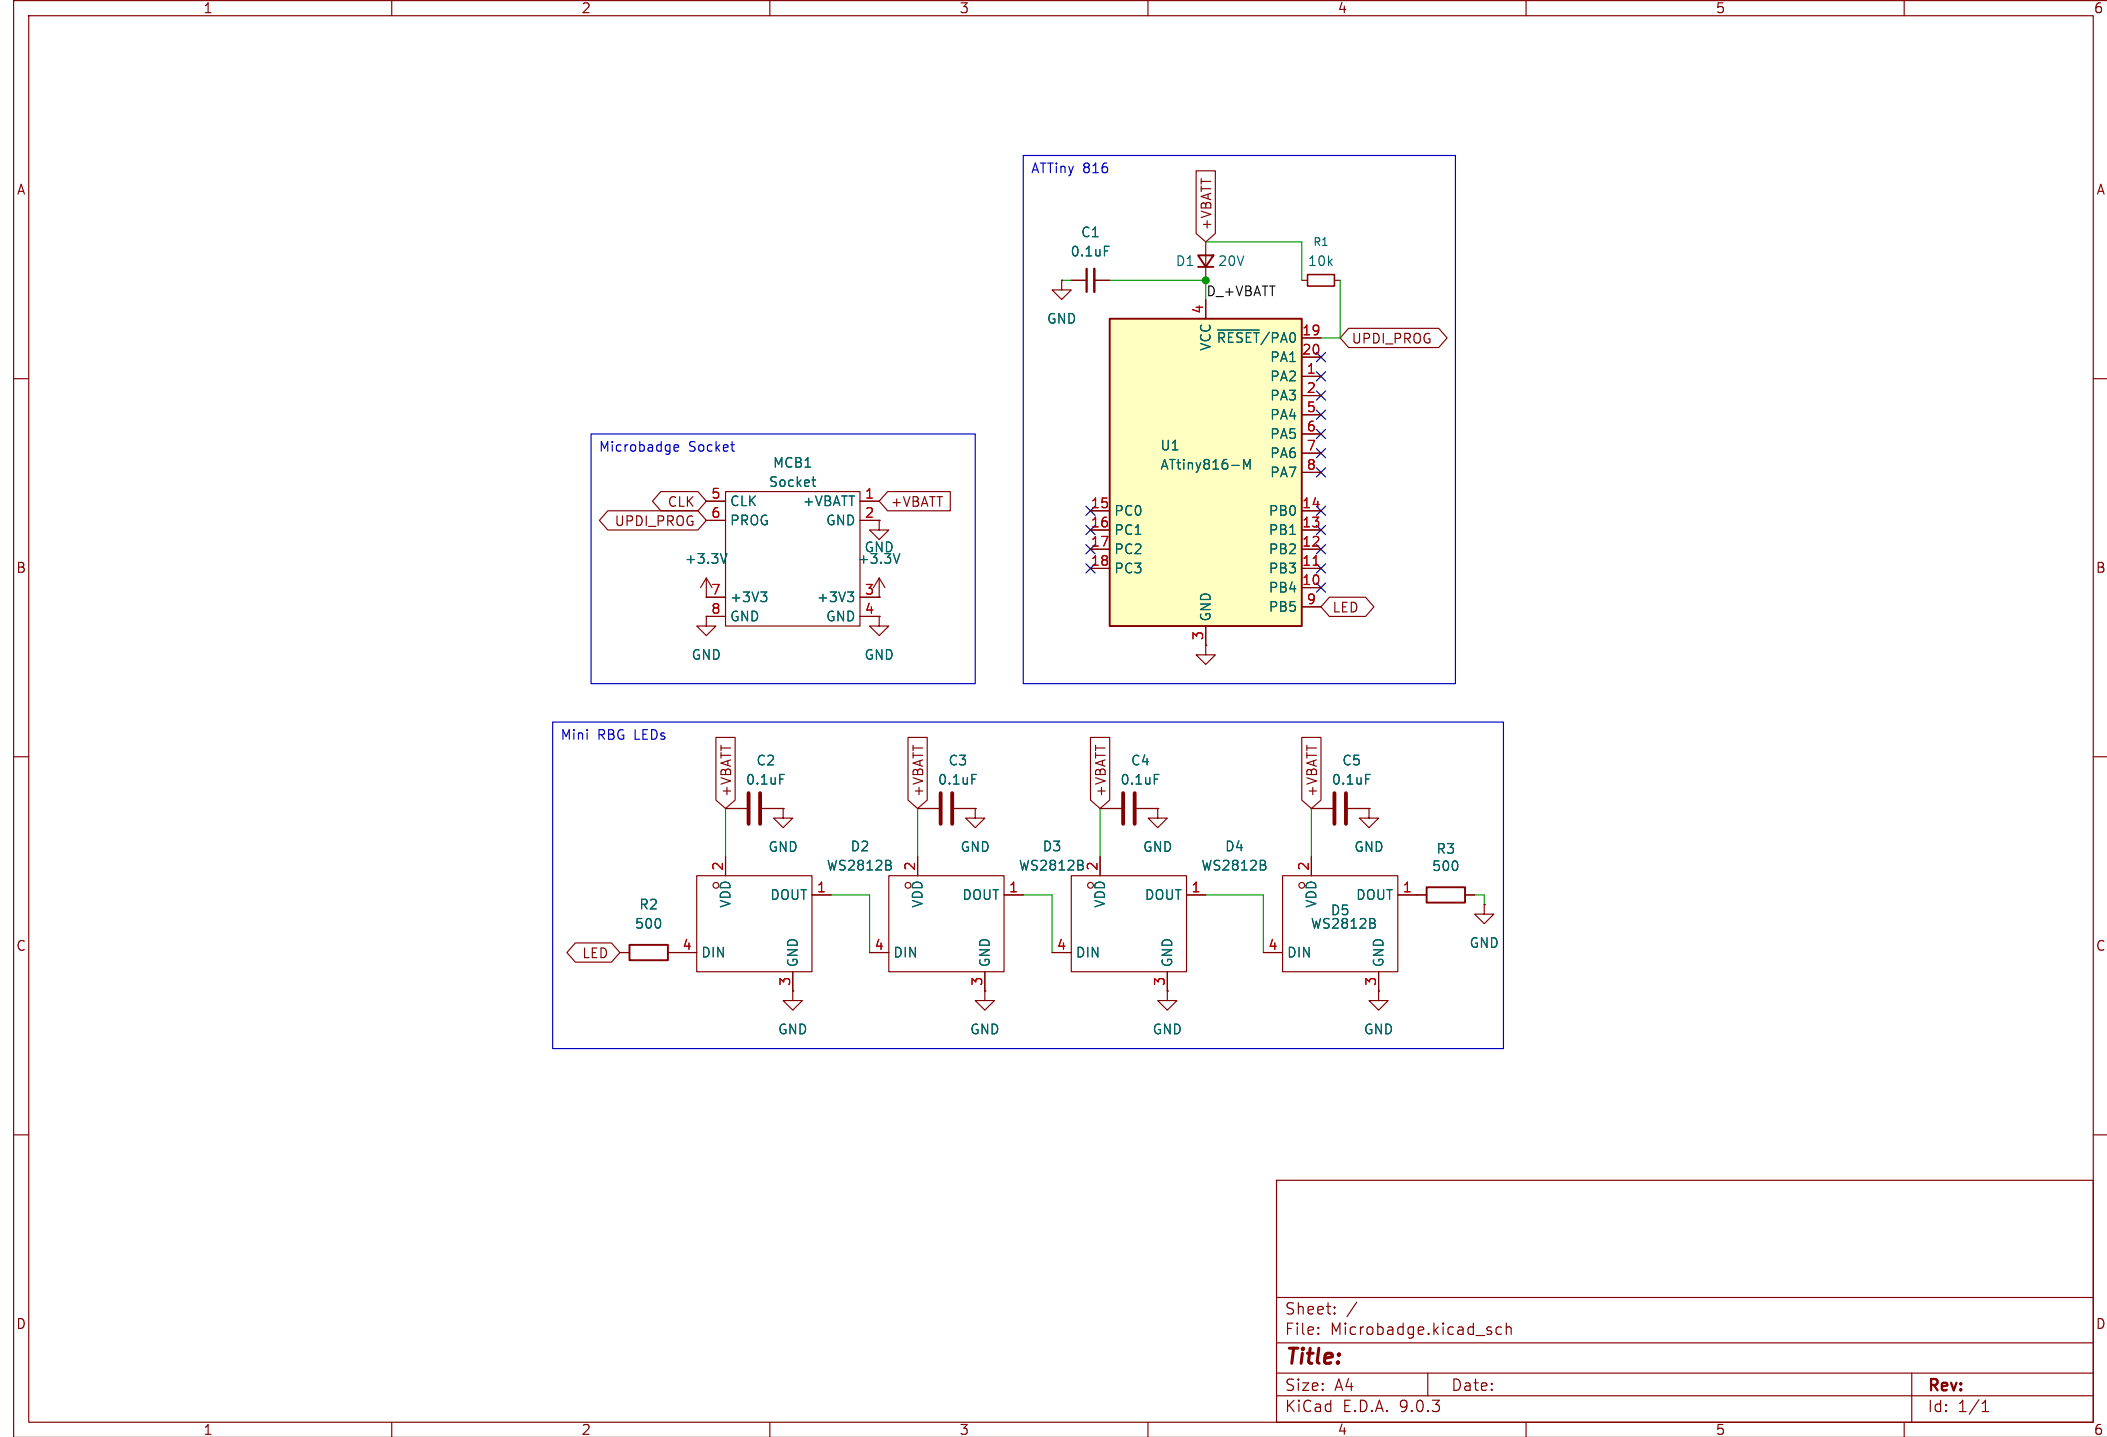 1 2 3 4 5 6
A A
B B
C C
D D
ATTiny 816
+VBATT
C1
0.1uF
GND
D1 20V
R1
10k
D_+VBATT
4
VCC
RESET/PA0 19
UPDI_PROG
PA1 20
PA2 1
PA3 2
PA4 5
PA5 6
PA6 7
PA7 8
U1
ATtiny816-M
15 PC0
16 PC1
17 PC2
18 PC3
PB0 14
PB1 13
PB2 12
PB3 11
PB4 10
PB5 9
LED
GND
3
Microbadge Socket
MCB1
Socket
CLK 5 CLK
UPDI_PROG 6 PROG
+VBATT 1 +VBATT
GND 2
GND
+3.3V
+3.3V
7 +3V3
8 GND
+3V3 3
GND 4
GND
GND
Mini RBG LEDs
+VBATT
C2
0.1uF
GND
+VBATT
C3
0.1uF
GND
+VBATT
C4
0.1uF
GND
+VBATT
C5
0.1uF
GND
D2
WS2812B
D3
WS2812B
D4
WS2812B
D5
WS2812B
R2
500
LED
2 VDD DOUT 1
4 DIN GND 3
GND
2 VDD DOUT 1
4 DIN GND 3
GND
2 VDD DOUT 1
4 DIN GND 3
GND
2 VDD DOUT 1
4 DIN GND 3
GND
R3
500
GND
Sheet: /
File: Microbadge.kicad_sch
Title:
Size: A4 Date: Rev:
KiCad E.D.A. 9.0.3 Id: 1/1
1 2 3 4 5 6